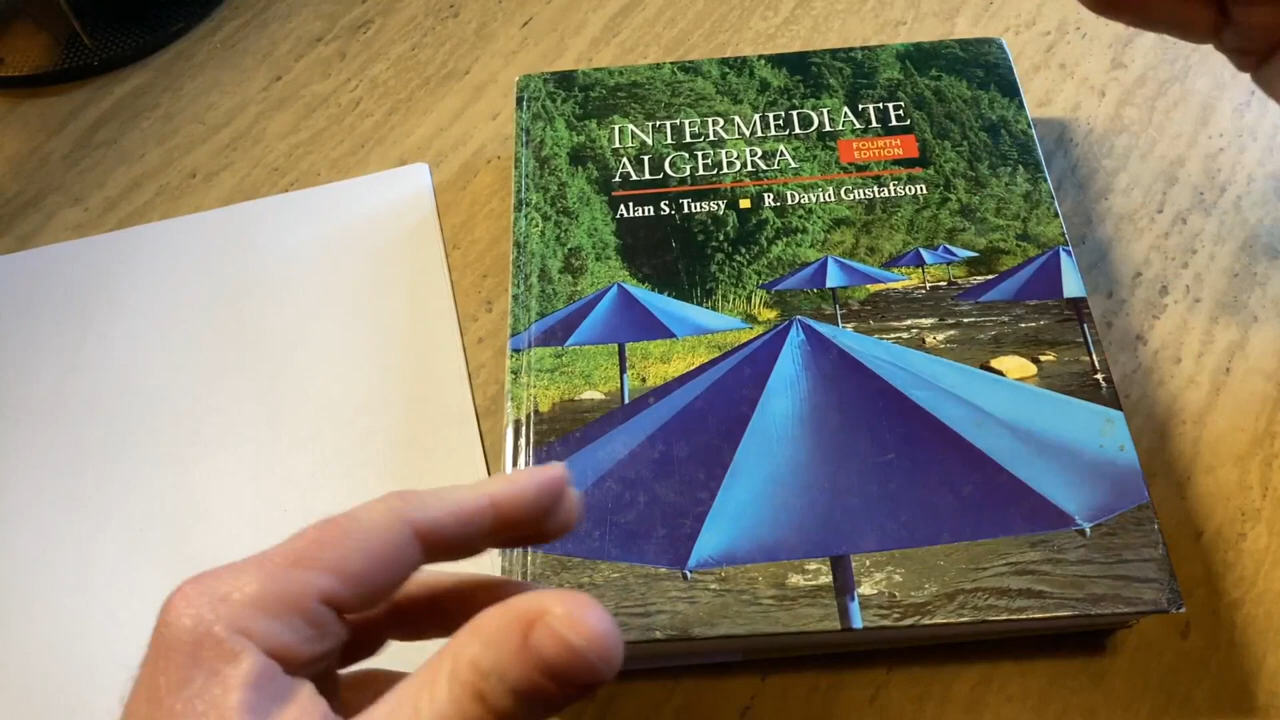 INTERMEDIATE
ALGEBRA
FOURTH
EDITION
Alan S. Tussy ■ R. David Gustafson